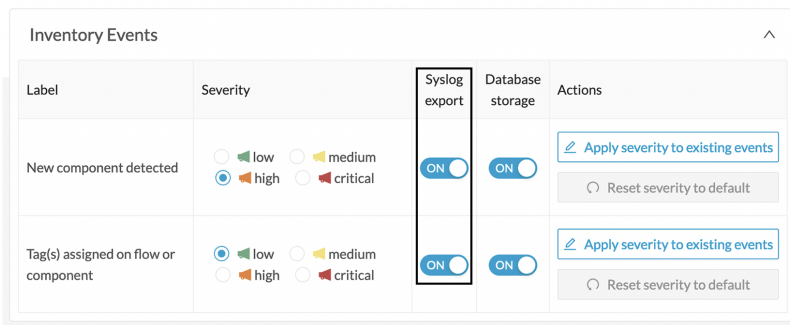 Inventory Events
Label
Severity
Syslog
export
Database
storage
Actions
New component detected
low
medium
high
critical
ON
ON
Apply severity to existing events
Reset severity to default
Tag(s) assigned on flow or
component
low
medium
high
critical
ON
ON
Apply severity to existing events
Reset severity to default